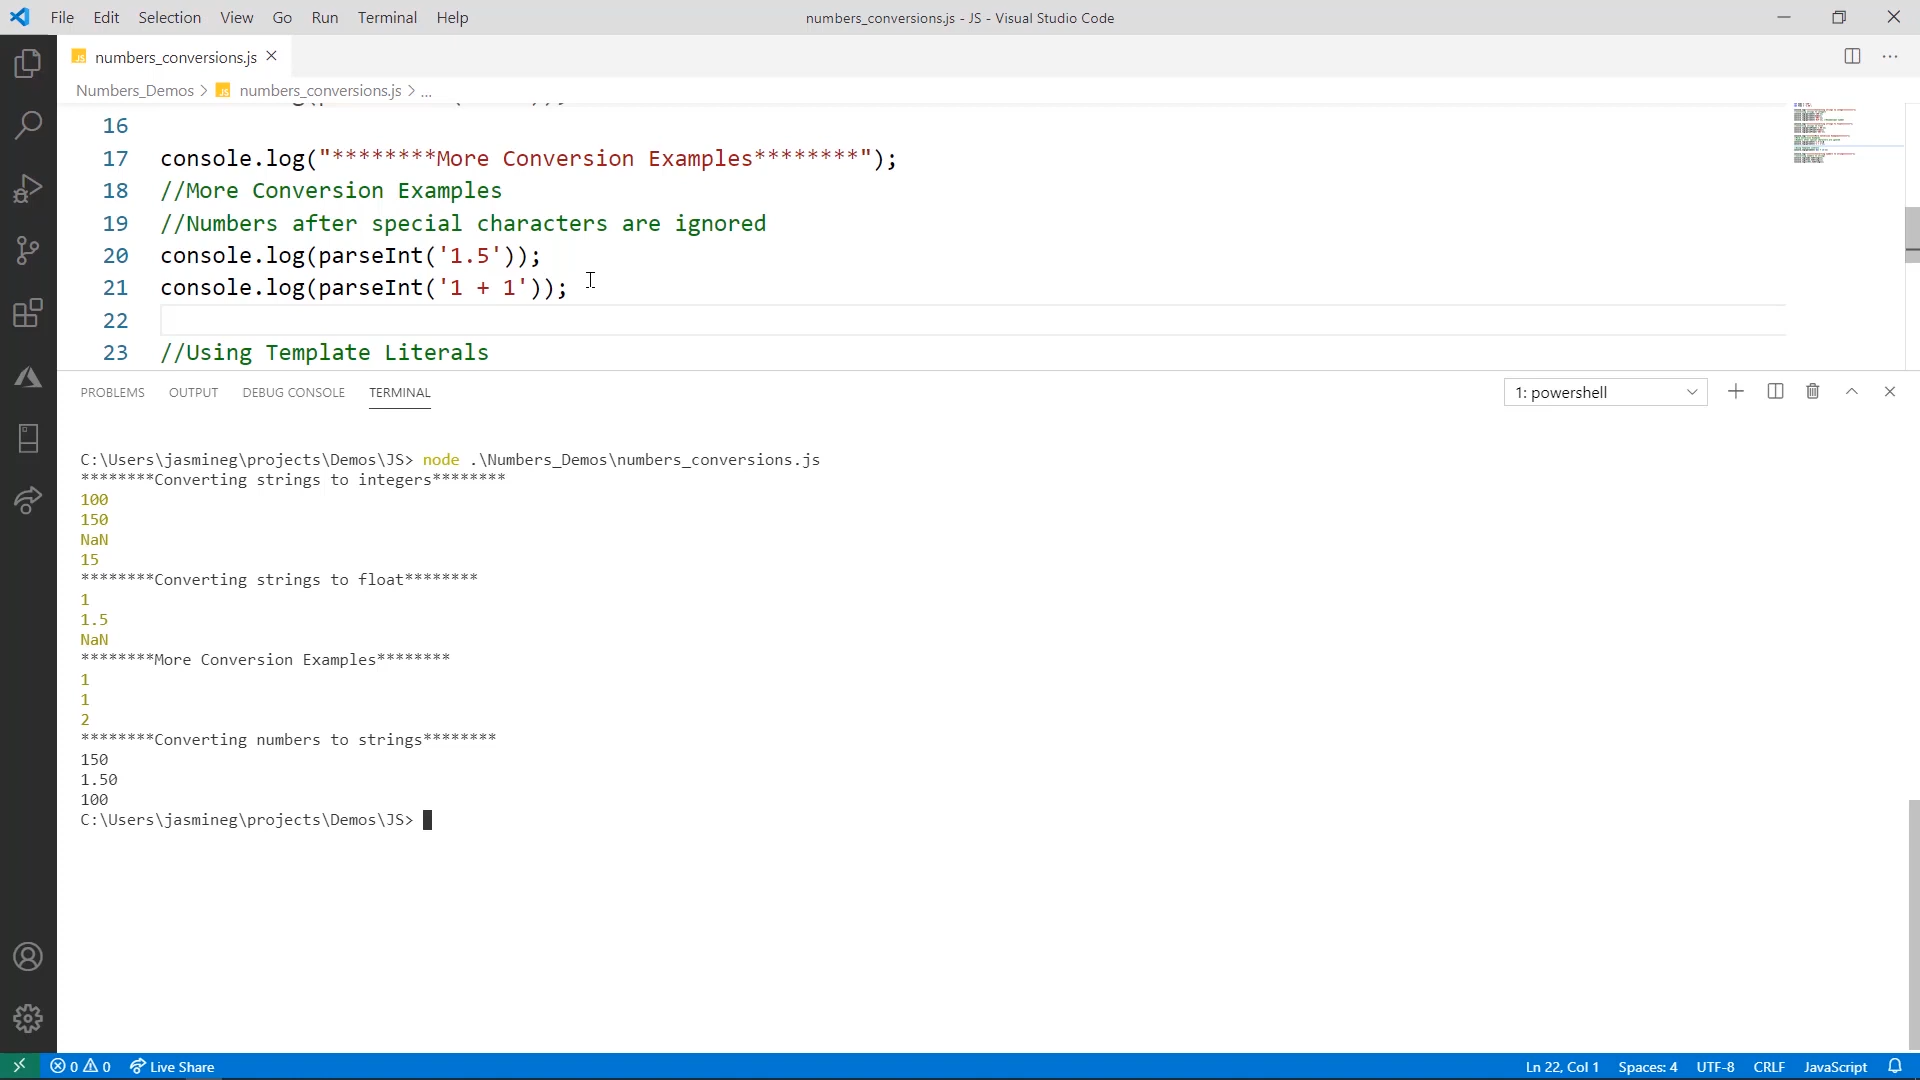 File Edit Selection View Go Run Terminal Help
numbers_conversions.js - JS - Visual Studio Code
JS numbers_conversions.js
Numbers_Demos > JS numbers_conversions.js > ...
16
17 console.log("********More Conversion Examples********");
18 //More Conversion Examples
19 //Numbers after special characters are ignored
20 console.log(parseInt('1.5'));
21 console.log(parseInt('1 + 1'));
22
23 //Using Template Literals
PROBLEMS OUTPUT DEBUG CONSOLE TERMINAL
1: powershell
C:\Users\jasmineg\projects\Demos\JS> node .\Numbers_Demos\numbers_conversions.js
********Converting strings to integers********
100
150
NaN
15
********Converting strings to float********
1
1.5
NaN
********More Conversion Examples********
1
1
2
********Converting numbers to strings********
150
1.50
100
C:\Users\jasmineg\projects\Demos\JS>
0 0 Live Share
Ln 22, Col 1 Spaces: 4 UTF-8 CRLF JavaScript